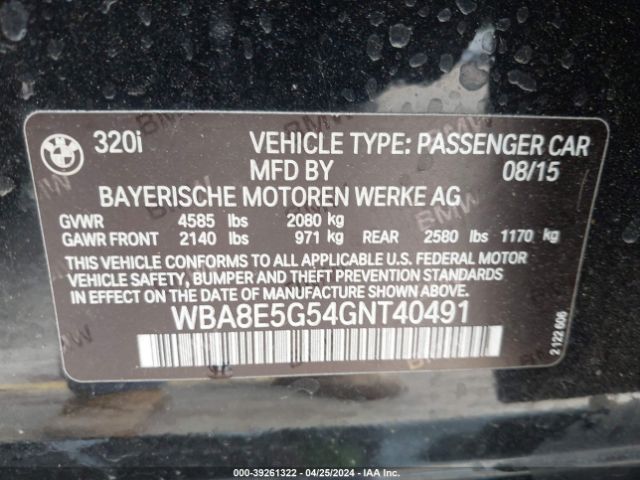 320i VEHICLE TYPE: PASSENGER CAR
MFD BY 08/15
BAYERISCHE MOTOREN WERKE AG
GVWR 4585 lbs 2080 kg
GAWR FRONT 2140 lbs 971 kg REAR 2580 lbs 1170 kg
THIS VEHICLE CONFORMS TO ALL APPLICABLE U.S. FEDERAL MOTOR
VEHICLE SAFETY, BUMPER AND THEFT PREVENTION STANDARDS
IN EFFECT ON THE DATE OF MANUFACTURE SHOWN ABOVE.
WBA8E5G54GNT40491
2 122 606
000-39261322 / 04/25/2024 - IAA Inc.